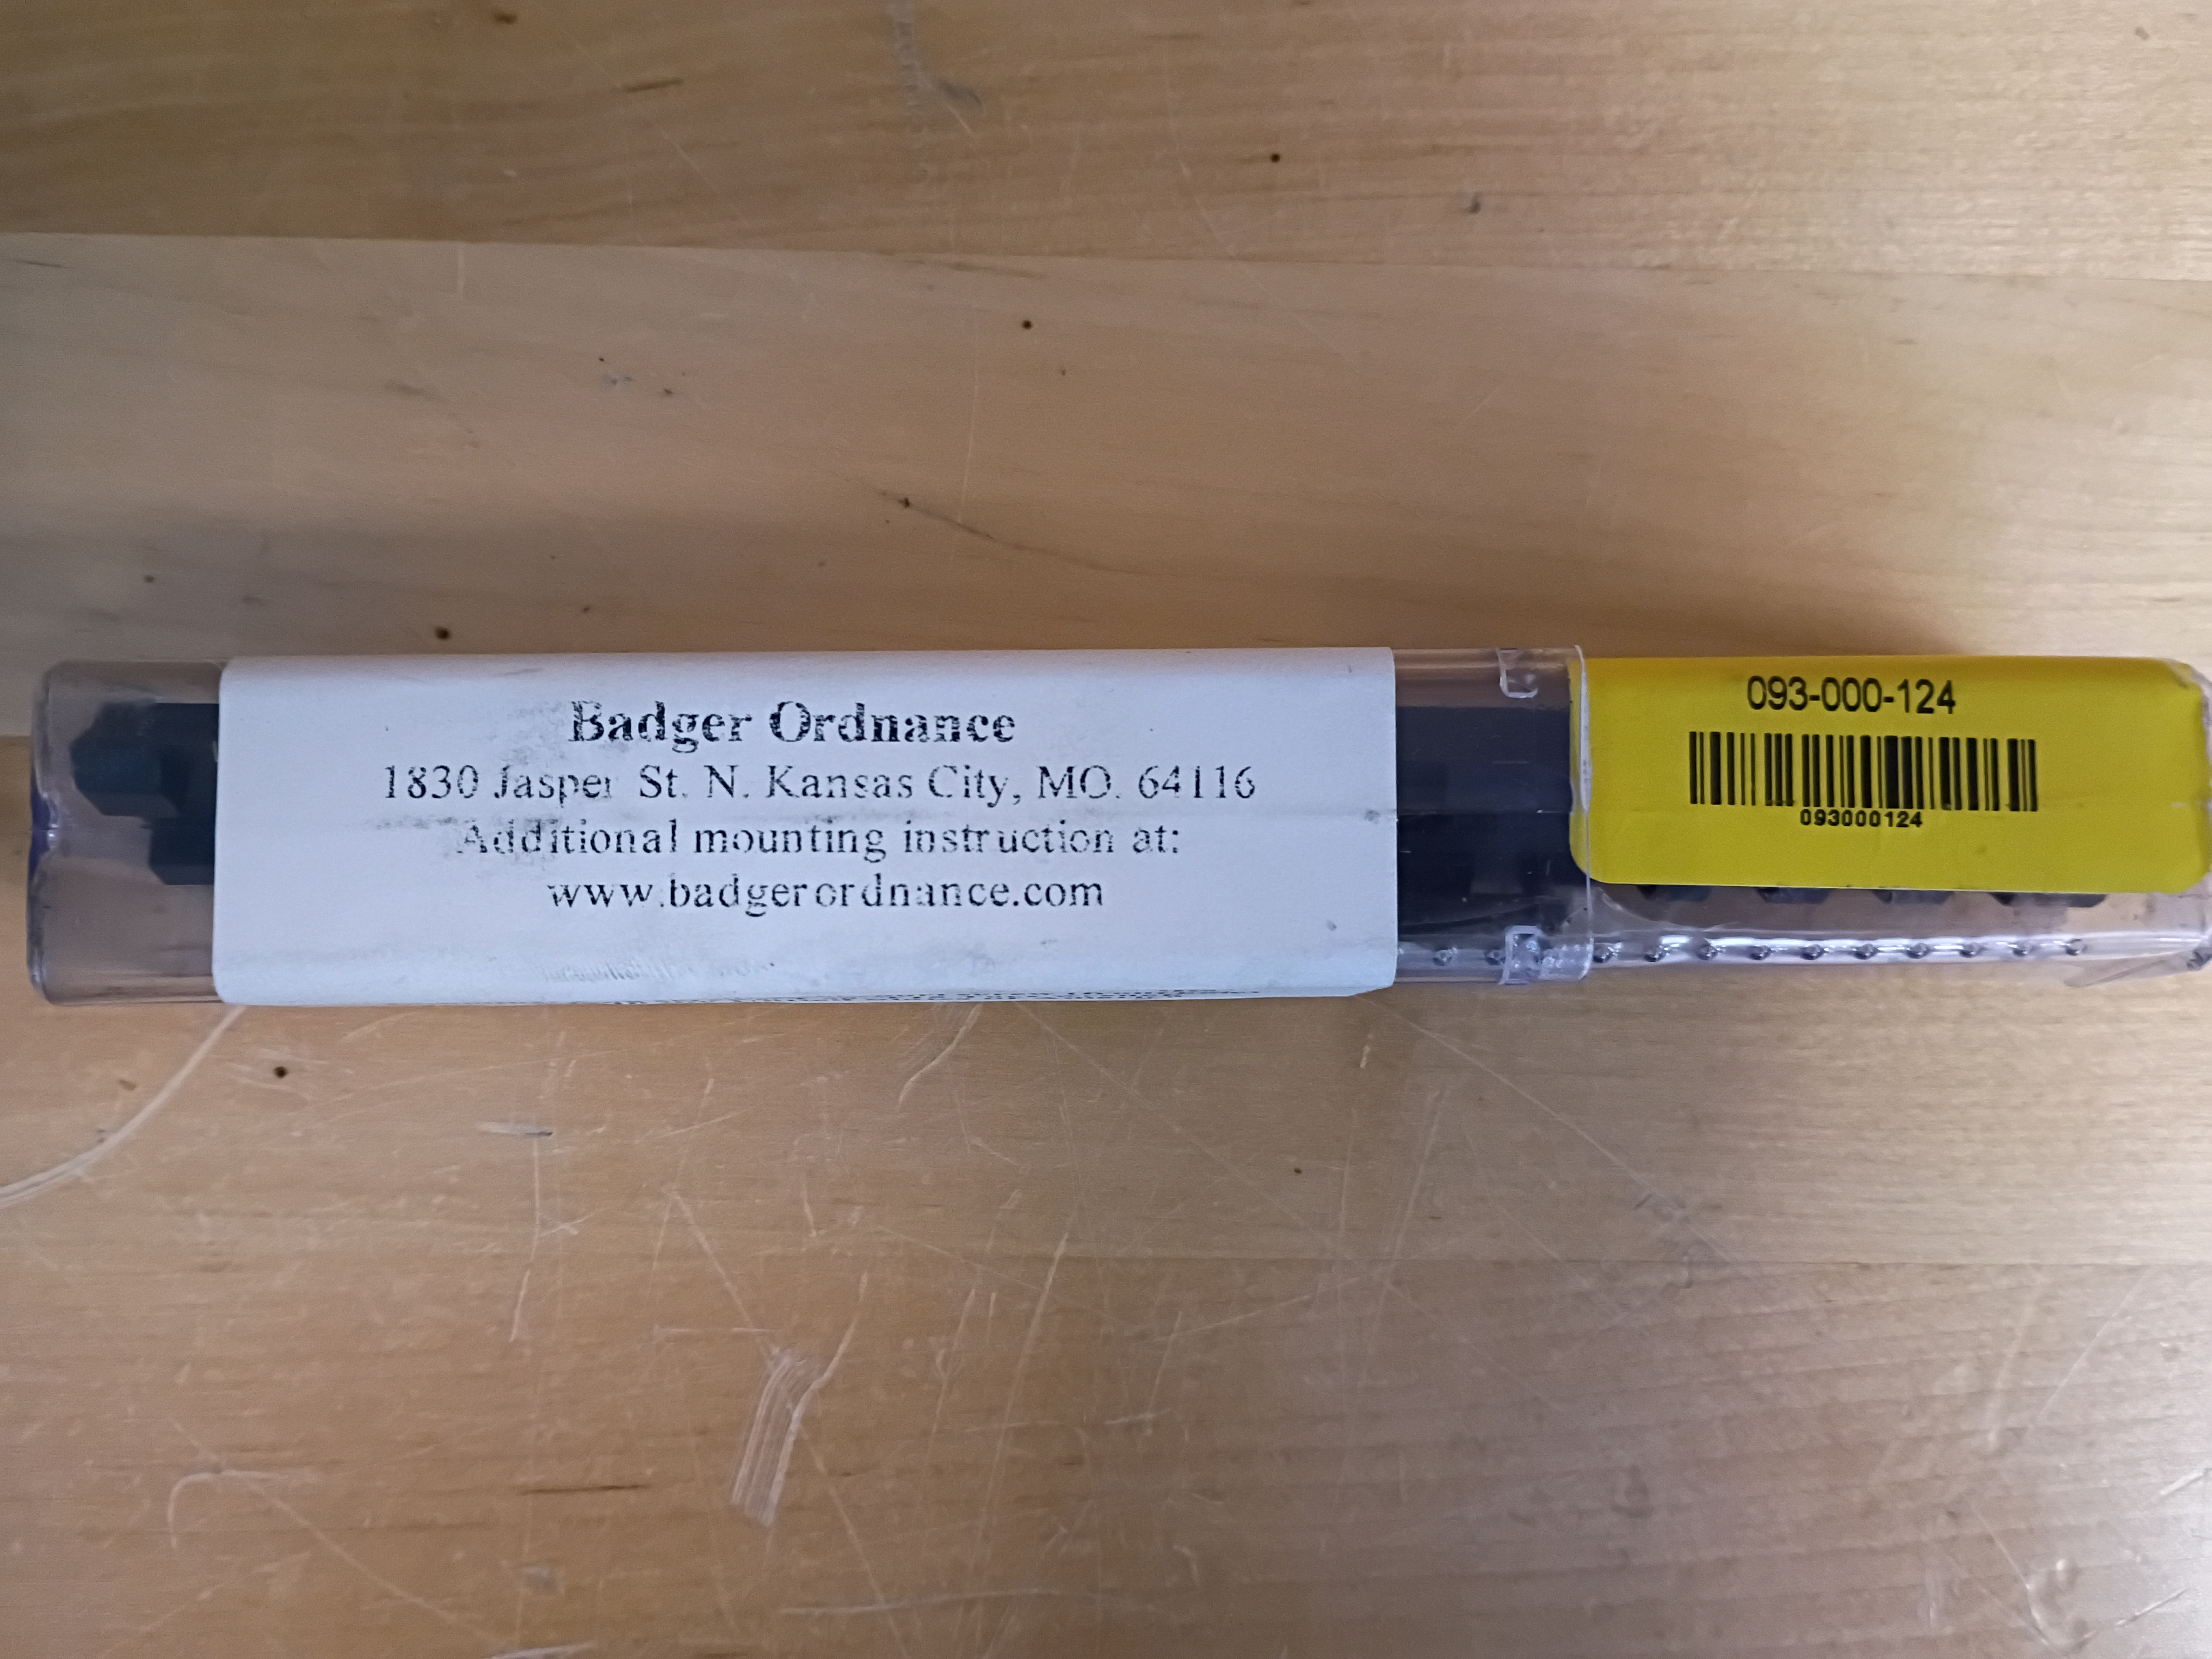 Badger Ordnance
1830 Jasper St. N. Kansas City, MO. 64116
Additional mounting instruction at:
www.badgerordnance.com
093-000-124
093000124